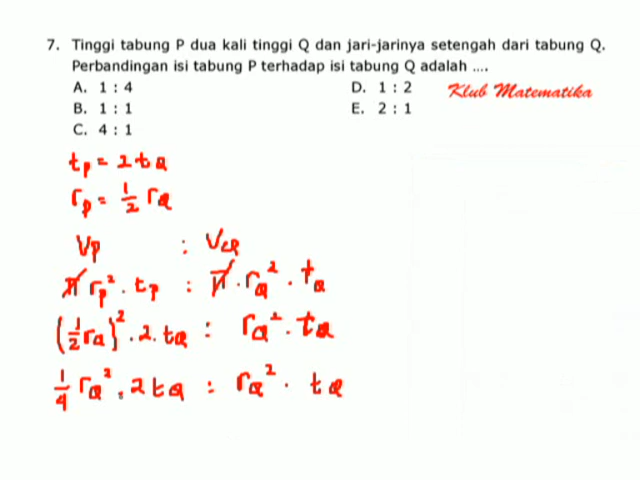 7. Tinggi tabung P dua kali tinggi Q dan jari-jarinya setengah dari tabung Q.
Perbandingan isi tabung P terhadap isi tabung Q adalah ....
A. 1 : 4
D. 1 : 2
Klub Matematika
B. 1 : 1
E. 2 : 1
C. 4 : 1
tp = 2tQ
rp = 1/2 rQ
Vp : VQ
π rp² . tp : π . rQ² . tQ
(1/2 rQ)² . 2 . tQ : rQ² . tQ
1/4 rQ² . 2tQ : rQ² . tQ